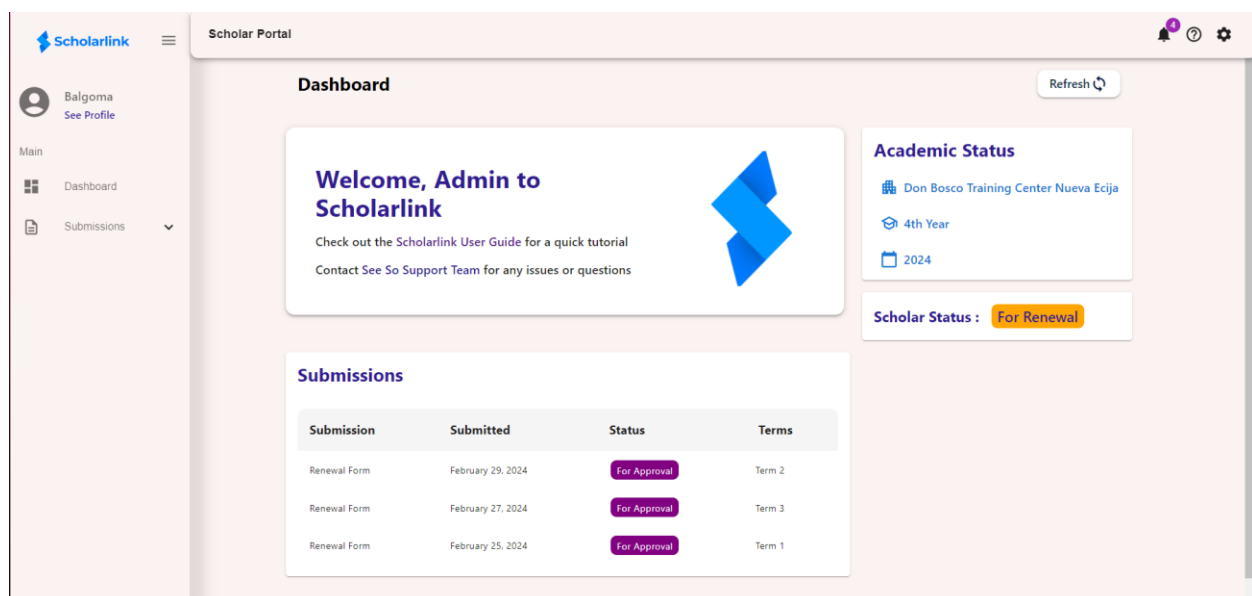 Scholarlink
Scholar Portal
4
Balgoma
See Profile
Main
Dashboard
Submissions
Dashboard
Refresh
Welcome, Admin to
Scholarlink
Check out the Scholarlink User Guide for a quick tutorial
Contact See So Support Team for any issues or questions
Academic Status
Don Bosco Training Center Nueva Ecija
4th Year
2024
Scholar Status : For Renewal
Submissions
Submission Submitted Status Terms
Renewal Form February 29, 2024 For Approval Term 2
Renewal Form February 27, 2024 For Approval Term 3
Renewal Form February 25, 2024 For Approval Term 1